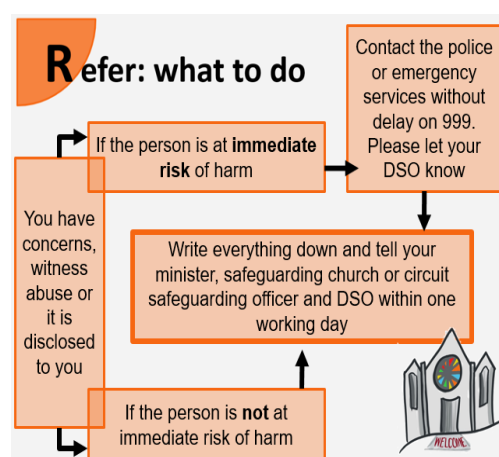 Refer: what to do
Contact the police
or emergency
services without
delay on 999.
Please let your
DSO know
If the person is at immediate
risk of harm
You have
concerns,
witness
abuse or
it is
disclosed
to you
Write everything down and tell your
minister, safeguarding church or circuit
safeguarding officer and DSO within one
working day
If the person is not at
immediate risk of harm
WELCOME